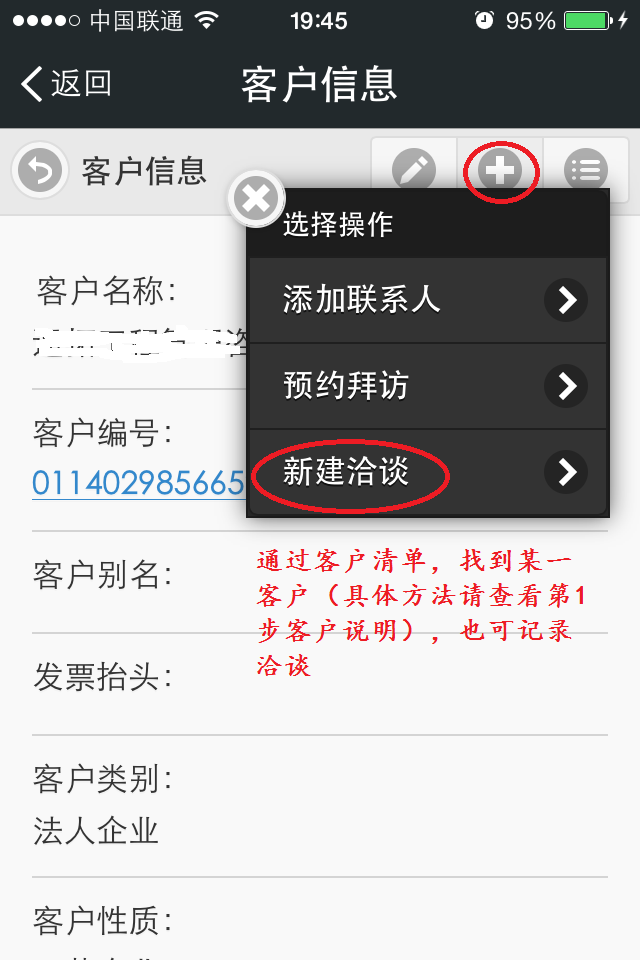 中国联通 19:45 95%
返回 客户信息
客户信息
选择操作
添加联系人
预约拜访
新建洽谈
客户名称：
客户编号：
011402985665
通过客户清单，找到某一
客户（具体方法请查看第1
步客户说明），也可记录
洽谈
客户别名：
发票抬头：
客户类别：
法人企业
客户性质：